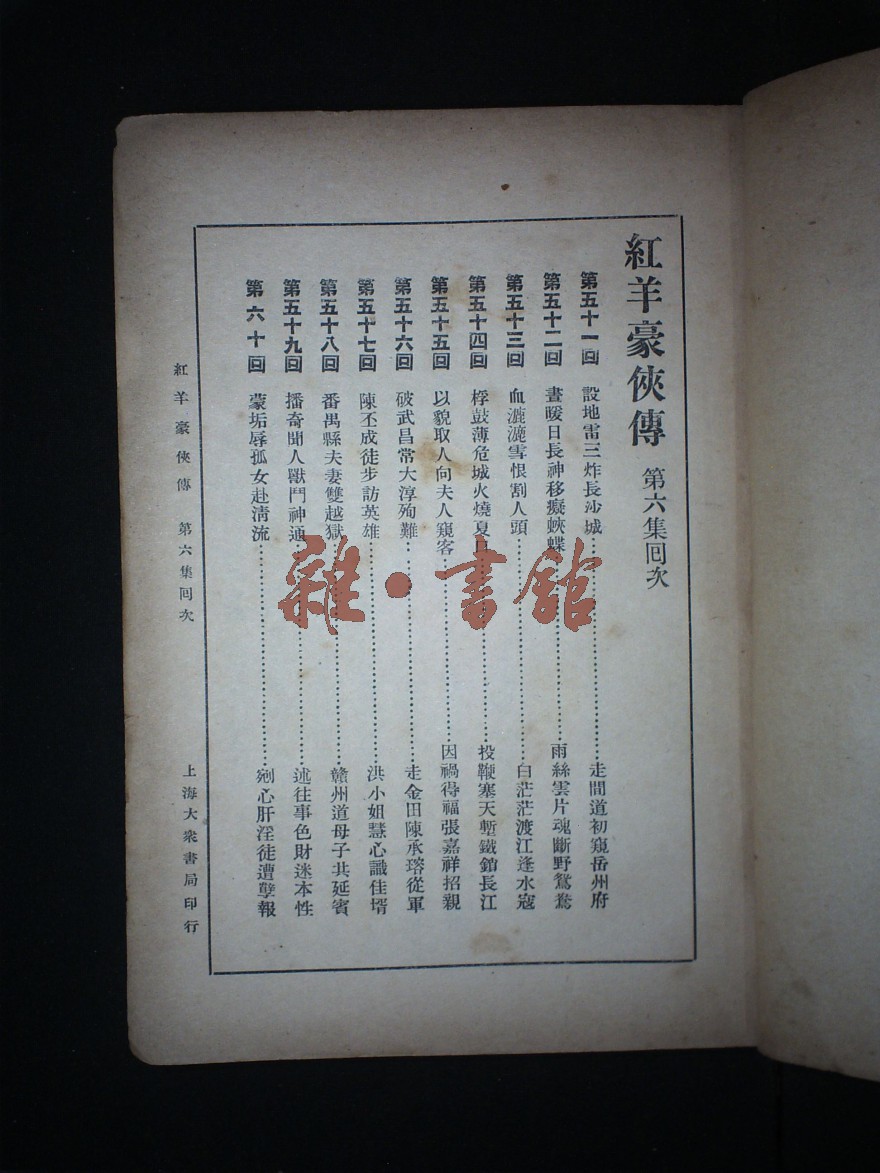 紅羊豪俠傳 第六集回次
第五十一回 設地雷三炸長沙城……走間道初窺岳州府
第五十二回 晝暖日長神移癡蛺蝶……雨絲雲片魂斷野鴛鴦
第五十三回 血漉漉雪恨割人頭……白茫茫渡江逢水寇
第五十四回 桴鼓薄危城火燒夏口……投鞭塞天塹鐵鎖長江
第五十五回 以貌取人向夫人窺客……因禍得福張嘉祥招親
第五十六回 破武昌常大淳殉難……走金田陳承瑢從軍
第五十七回 陳丕成徒步訪英雄……洪小姐慧心識佳壻
第五十八回 番禺縣夫妻雙越獄……贛州道母子共延賓
第五十九回 播奇聞人獸鬥神通……述往事色財迷本性
第六十回 蒙垢辱孤女赴淸流……剜心肝淫徒遭孽報
紅羊豪俠傳 第六集回次
上海大衆書局印行
雜·書館